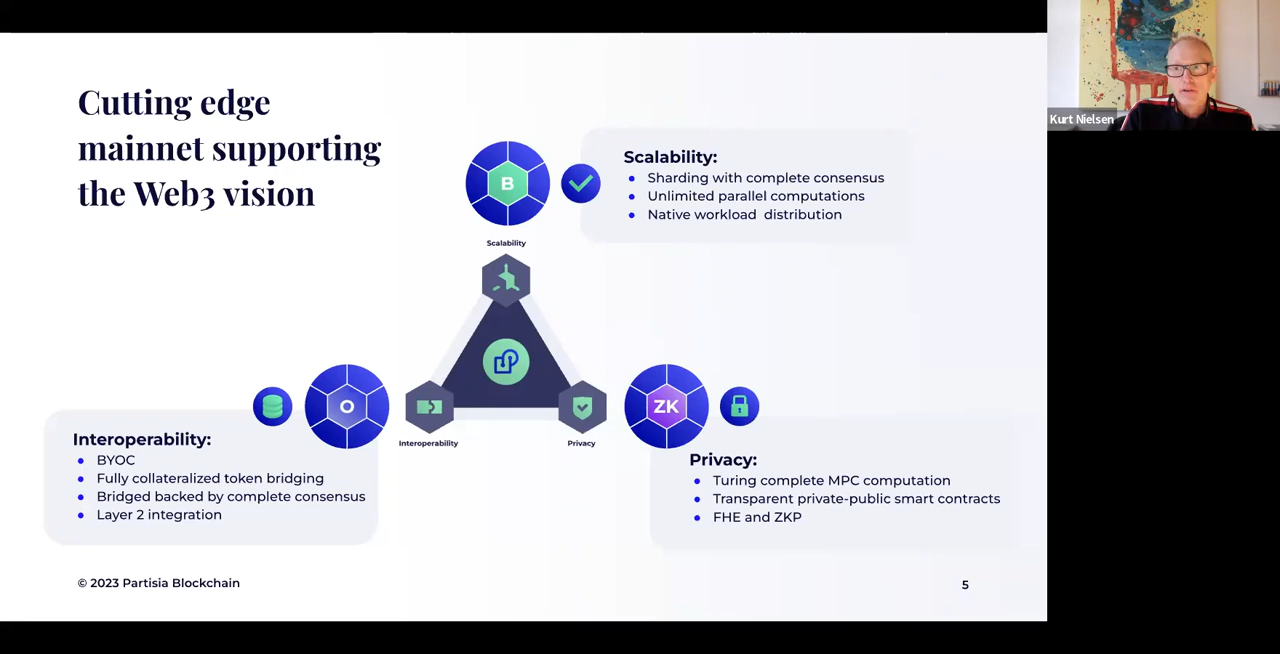 Cutting edge
mainnet supporting
the Web3 vision
Kurt Nielsen
B
Scalability:
Sharding with complete consensus
Unlimited parallel computations
Native workload distribution
Scalability
O
Interoperability
Privacy
ZK
Interoperability:
BYOC
Fully collateralized token bridging
Bridged backed by complete consensus
Layer 2 integration
Privacy:
Turing complete MPC computation
Transparent private-public smart contracts
FHE and ZKP
© 2023 Partisia Blockchain
5